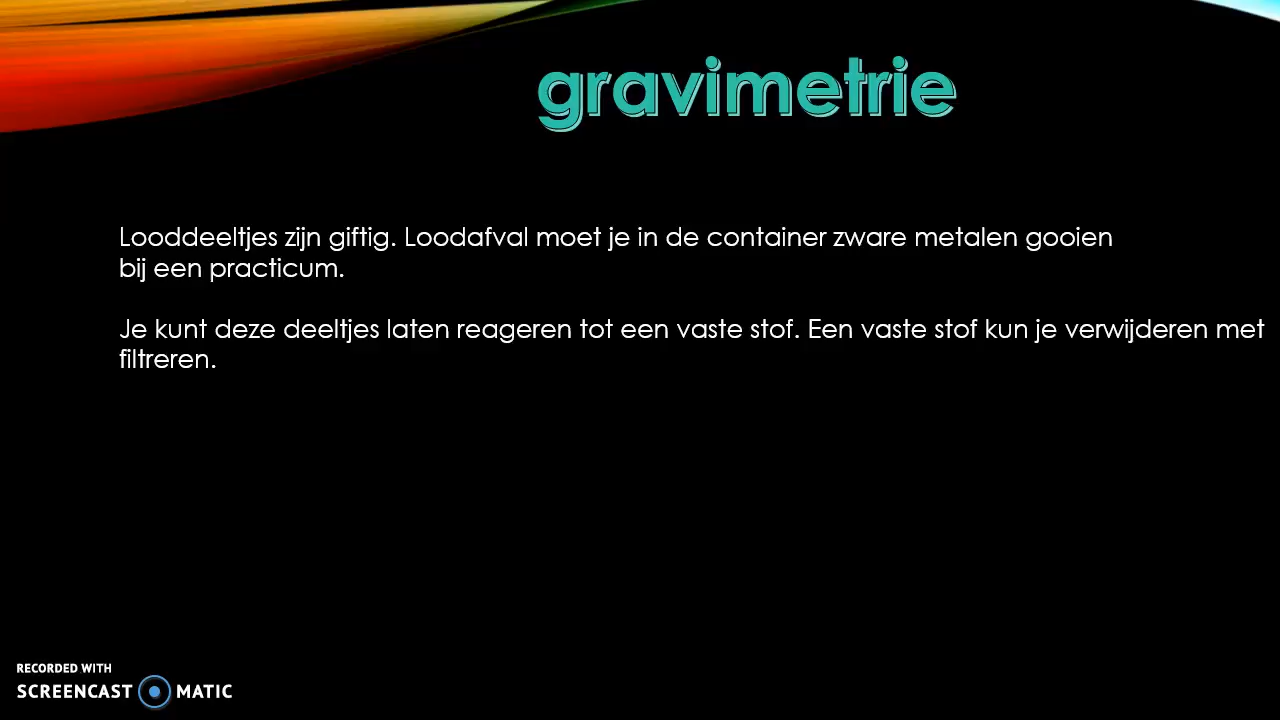 gravimetrie
Looddeeltjes zijn giftig. Loodafval moet je in de container zware metalen gooien
bij een practicum.
Je kunt deze deeltjes laten reageren tot een vaste stof. Een vaste stof kun je verwijderen met
filtreren.
RECORDED WITH
SCREENCAST MATIC